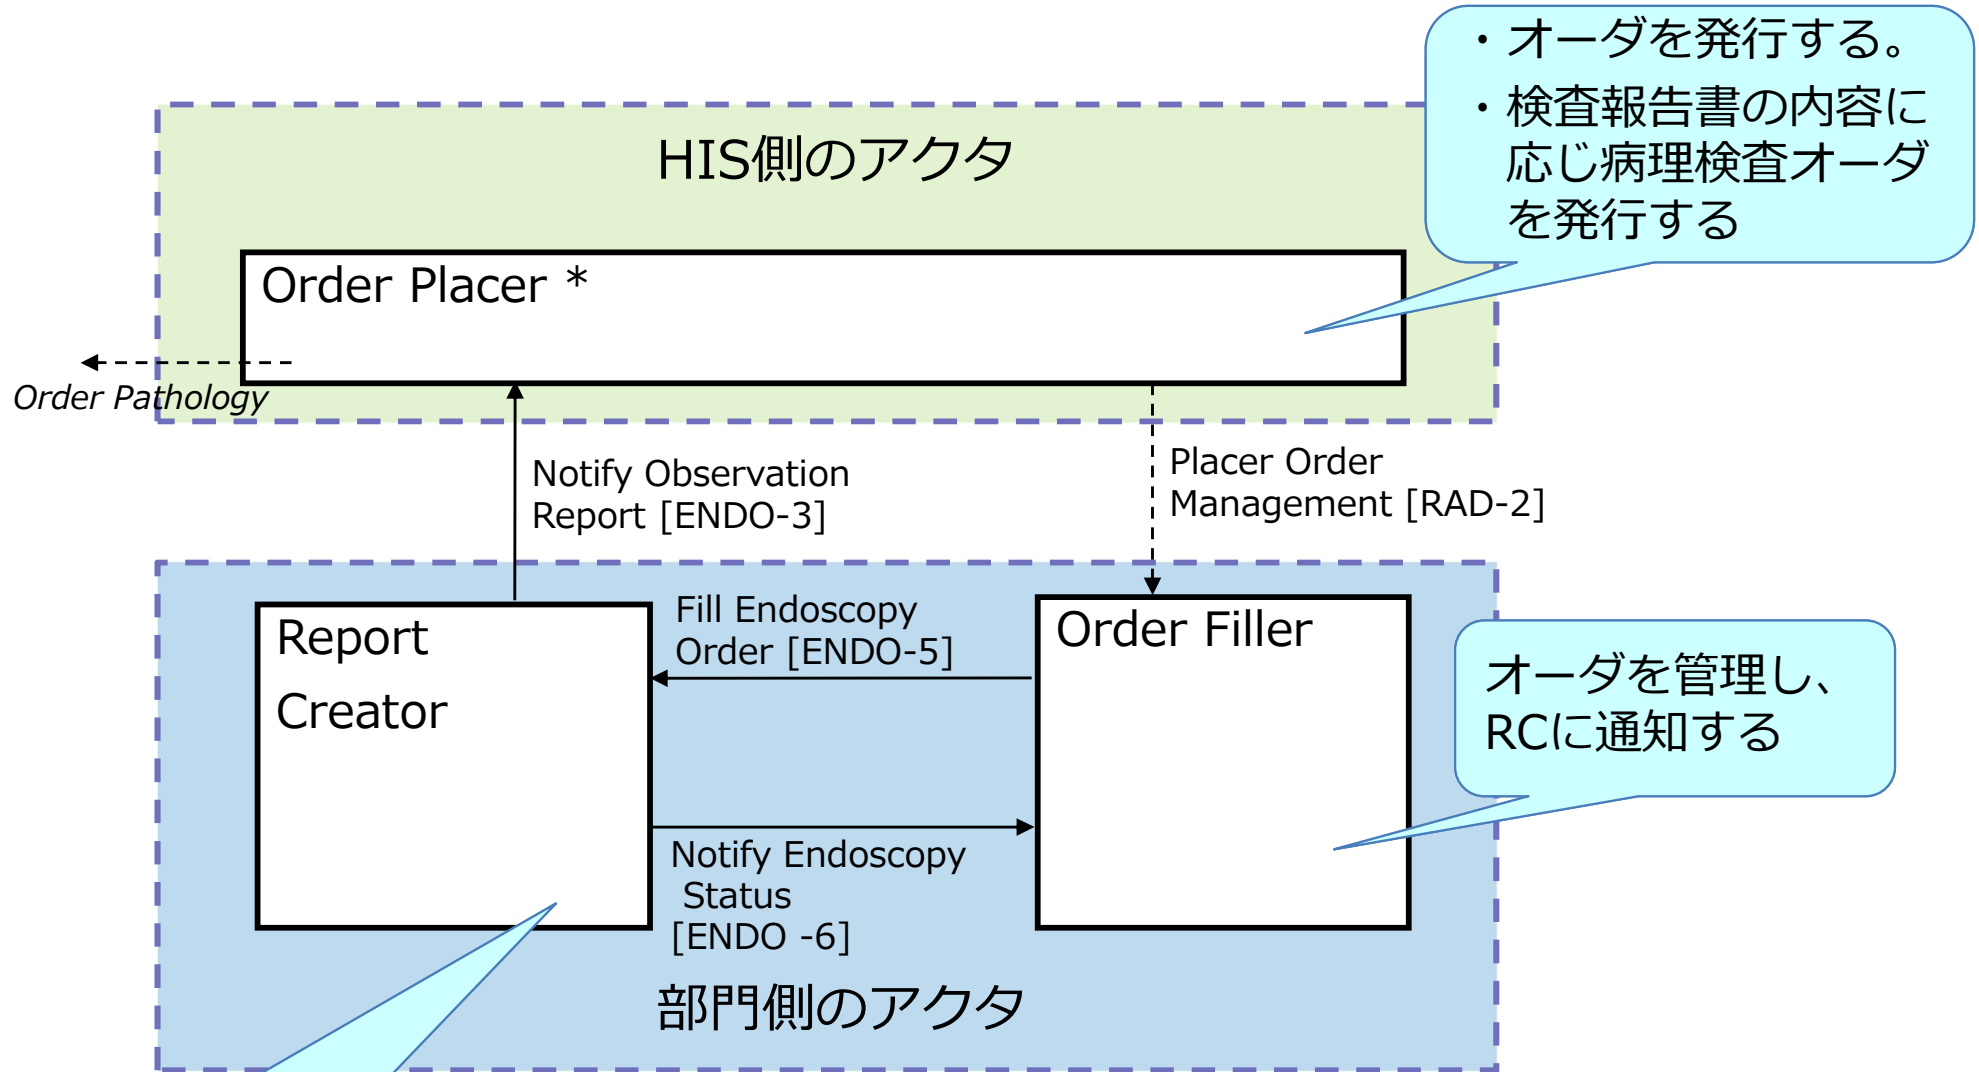 ・オーダを発行する。
・検査報告書の内容に
応じ病理検査オーダ
を発行する
HIS側のアクタ
Order Placer *
Order Pathology
Notify Observation
Report [ENDO-3]
Placer Order
Management [RAD-2]
Report
Creator
Fill Endoscopy
Order [ENDO-5]
Order Filler
オーダを管理し、
RCに通知する
Notify Endoscopy
Status
[ENDO -6]
部門側のアクタ